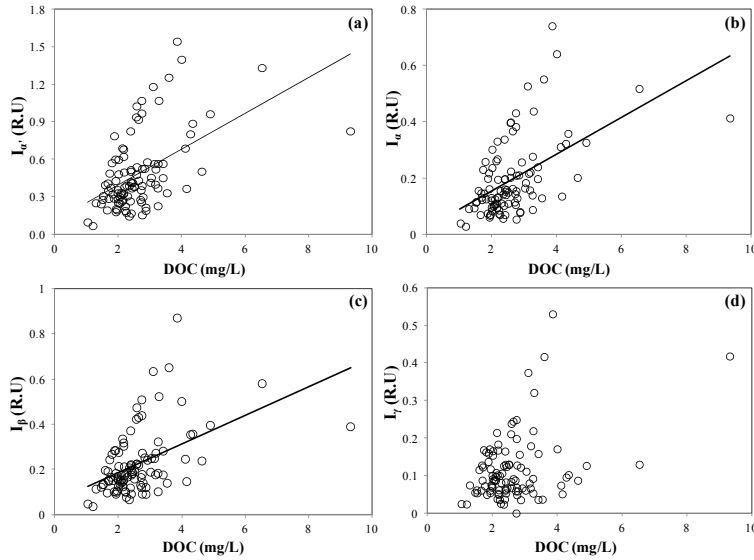 (a)
1.8
1.5
1.2
0.9
0.6
0.3
0.0
I α' (R.U)
0 2 4 6 8 10
DOC (mg/L)
(b)
0.8
0.6
0.4
0.2
0
I α (R.U)
0 2 4 6 8 10
DOC (mg/L)
(c)
1
0.8
0.6
0.4
0.2
0
I β (R.U)
0 2 4 6 8 10
DOC (mg/L)
(d)
0.6
0.5
0.4
0.3
0.2
0.1
0
I γ (R.U)
0 2 4 6 8 10
DOC (mg/L)